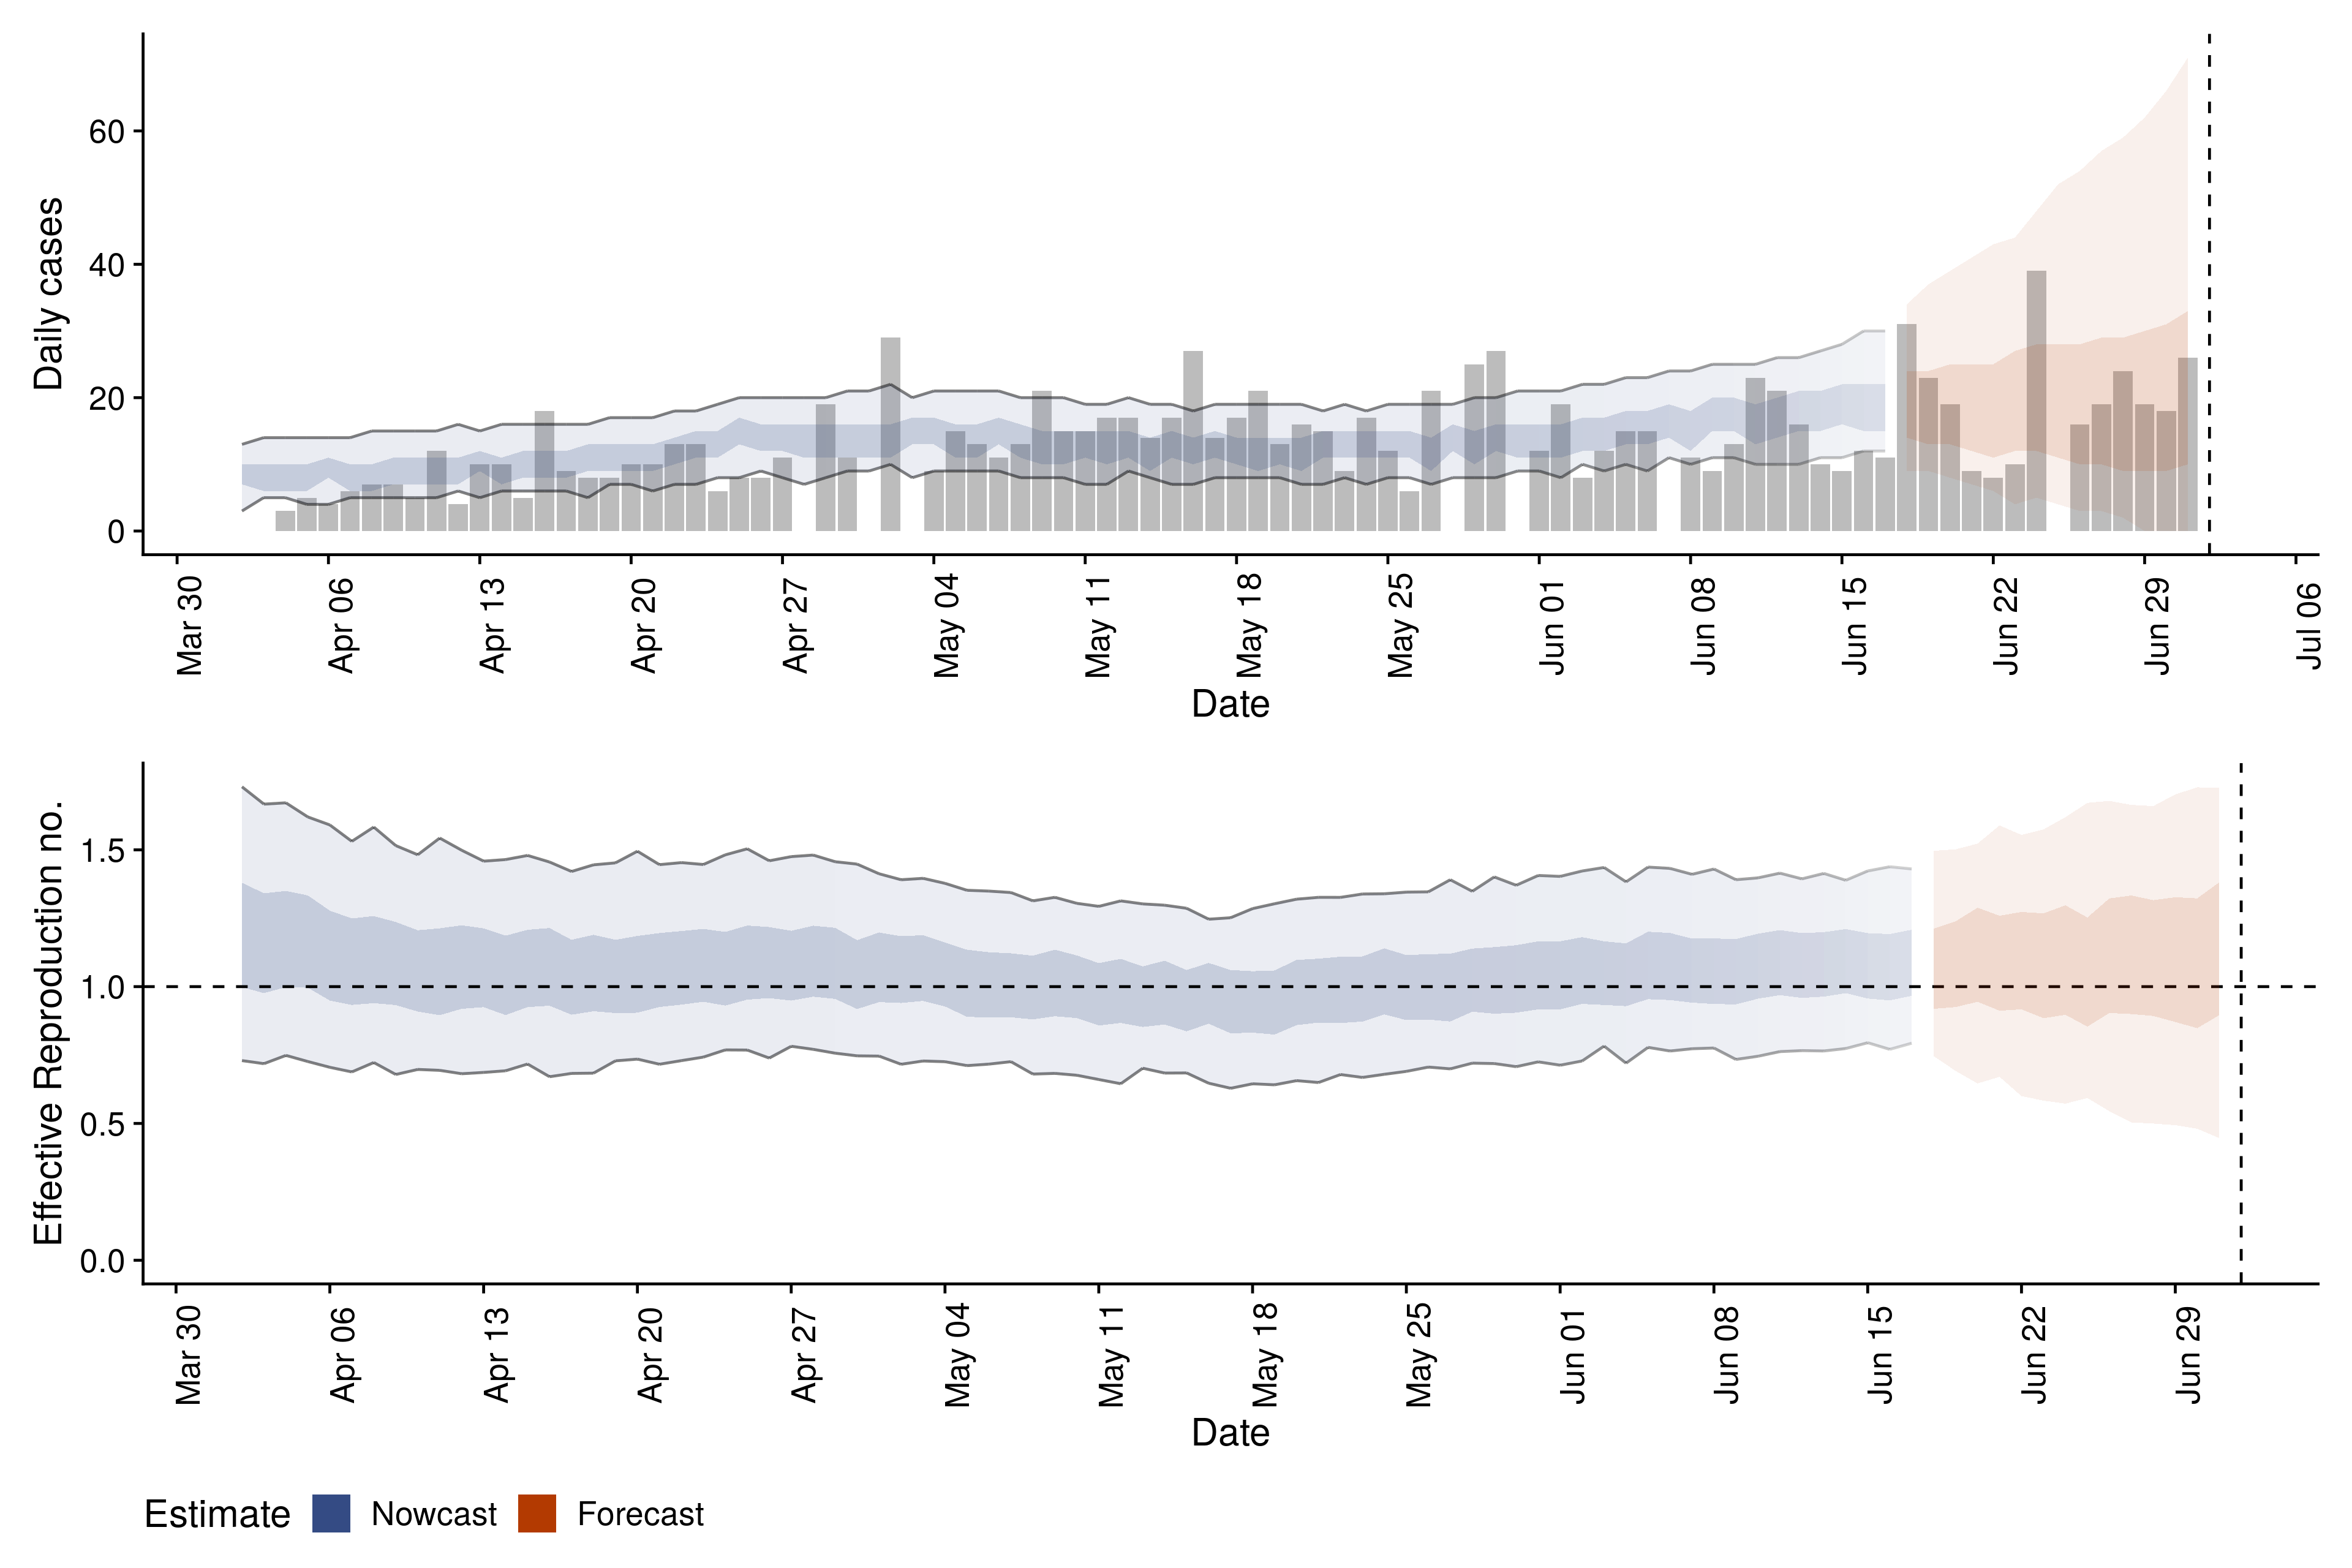 Daily cases
60
40
20
0
Mar 30
Apr 06
Apr 13
Apr 20
Apr 27
May 04
May 11
May 18
May 25
Jun 01
Jun 08
Jun 15
Jun 22
Jun 29
Jul 06
Date
Effective Reproduction no.
1.5
1.0
0.5
0.0
Mar 30
Apr 06
Apr 13
Apr 20
Apr 27
May 04
May 11
May 18
May 25
Jun 01
Jun 08
Jun 15
Jun 22
Jun 29
Date
Estimate Nowcast Forecast